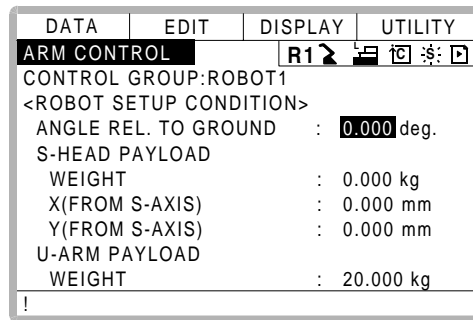 DATA EDIT DISPLAY UTILITY
ARM CONTROL R1 C S
CONTROL GROUP:ROBOT1
<ROBOT SETUP CONDITION>
ANGLE REL. TO GROUND : 0.000 deg.
S-HEAD PAYLOAD
WEIGHT : 0.000 kg
X(FROM S-AXIS) : 0.000 mm
Y(FROM S-AXIS) : 0.000 mm
U-ARM PAYLOAD
WEIGHT : 20.000 kg
!